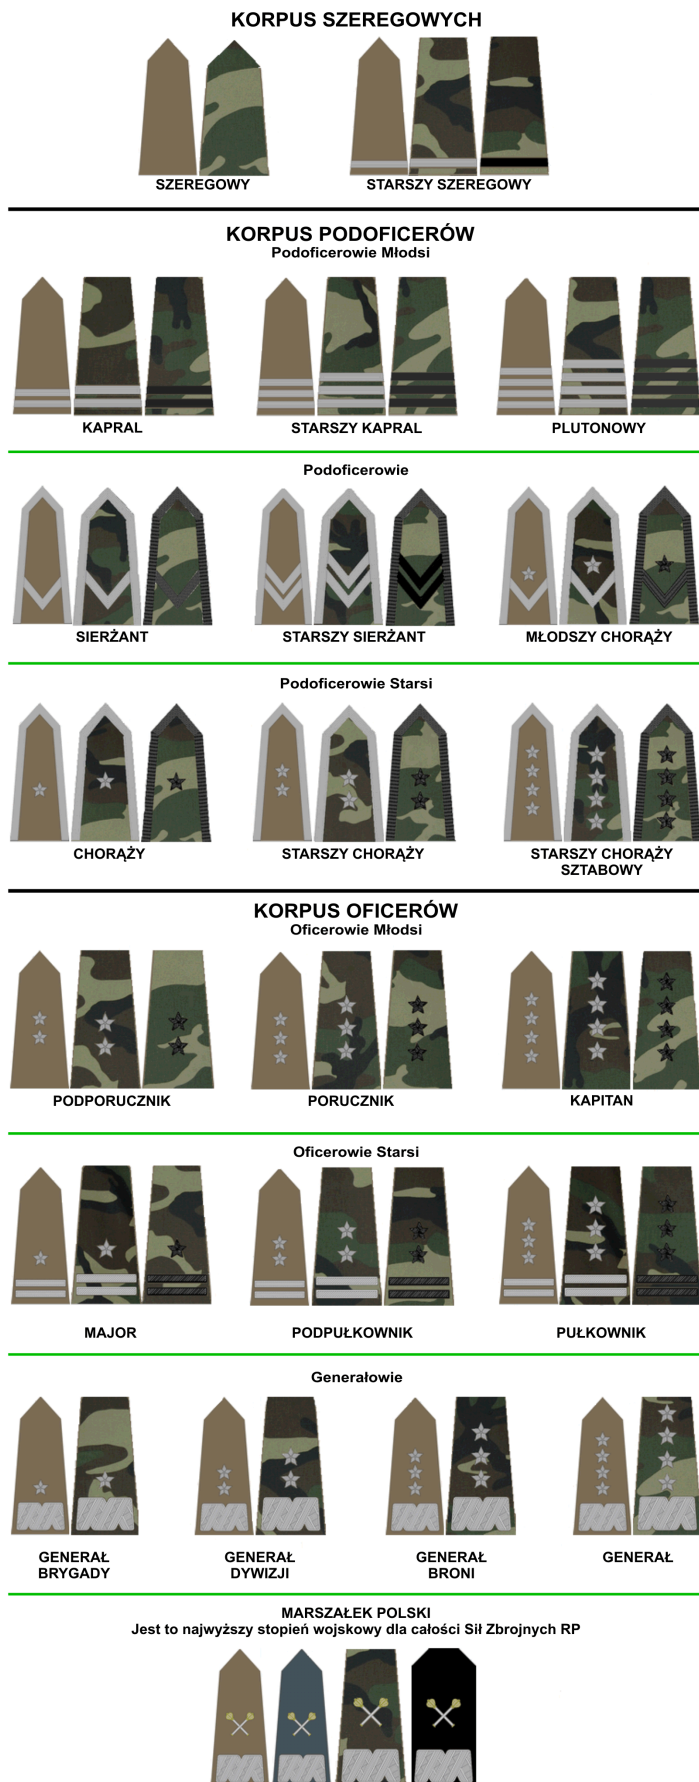 KORPUS SZEREGOWYCH
SZEREGOWY
STARSZY SZEREGOWY
KORPUS PODOFICERÓW
Podoficerowie Młodsi
KAPRAL
STARSZY KAPRAL
PLUTONOWY
Podoficerowie
SIERŻANT
STARSZY SIERŻANT
MŁODSZY CHORĄŻY
Podoficerowie Starsi
CHORĄŻY
STARSZY CHORĄŻY
STARSZY CHORĄŻY
SZTABOWY
KORPUS OFICERÓW
Oficerowie Młodsi
PODPORUCZNIK
PORUCZNIK
KAPITAN
Oficerowie Starsi
MAJOR
PODPUŁKOWNIK
PUŁKOWNIK
Generałowie
GENERAŁ
BRYGADY
GENERAŁ
DYWIZJI
GENERAŁ
BRONI
GENERAŁ
MARSZAŁEK POLSKI
Jest to najwyższy stopień wojskowy dla całości Sił Zbrojnych RP